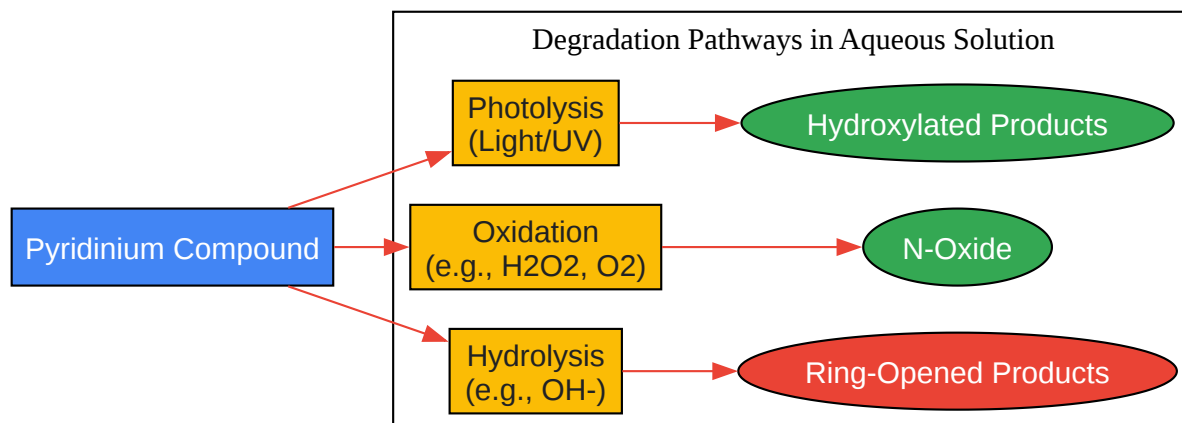 Degradation Pathways in Aqueous Solution
Pyridinium Compound
Photolysis
(Light/UV)
Hydroxylated Products
Oxidation
(e.g., H2O2, O2)
N-Oxide
Hydrolysis
(e.g., OH-)
Ring-Opened Products